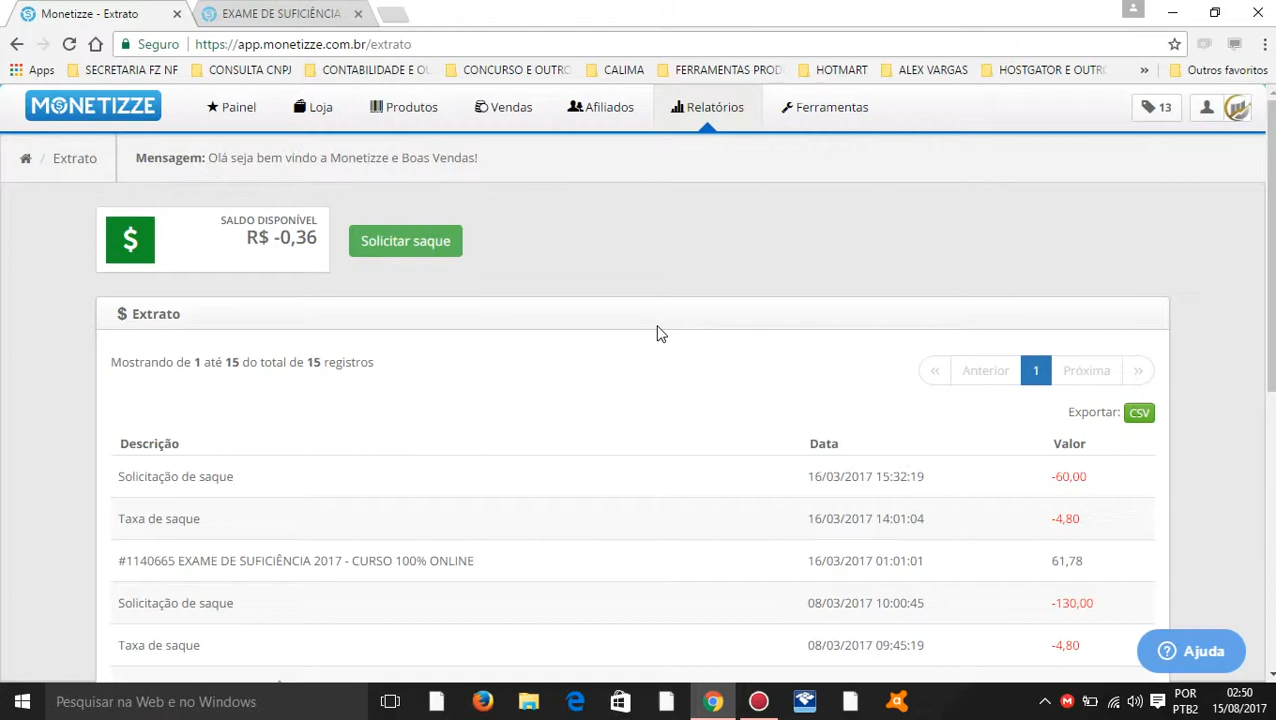 Monetizze - Extrato
EXAME DE SUFICIÊNCIA
Seguro https://app.monetizze.com.br/extrato
Apps SECRETARIA FZ NF CONSULTA CNPJ CONTABILIDADE E OU CONCURSO E OUTRO CALIMA FERRAMENTAS PROD HOTMART ALEX VARGAS HOSTGATOR E OUTR » Outros favoritos
MONETIZZE Painel Loja Produtos Vendas Afiliados Relatórios Ferramentas 13
/ Extrato Mensagem: Olá seja bem vindo a Monetizze e Boas Vendas!
SALDO DISPONÍVEL
$ R$ -0,36 Solicitar saque
$ Extrato
Mostrando de 1 até 15 do total de 15 registros
« Anterior 1 Próxima »
Exportar: CSV
Descrição Data Valor
Solicitação de saque 16/03/2017 15:32:19 -60,00
Taxa de saque 16/03/2017 14:01:04 -4,80
#1140665 EXAME DE SUFICIÊNCIA 2017 - CURSO 100% ONLINE 16/03/2017 01:01:01 61,78
Solicitação de saque 08/03/2017 10:00:45 -130,00
Taxa de saque 08/03/2017 09:45:19 -4,80
? Ajuda
Pesquisar na Web e no Windows
POR
PTB2
02:50
15/08/2017